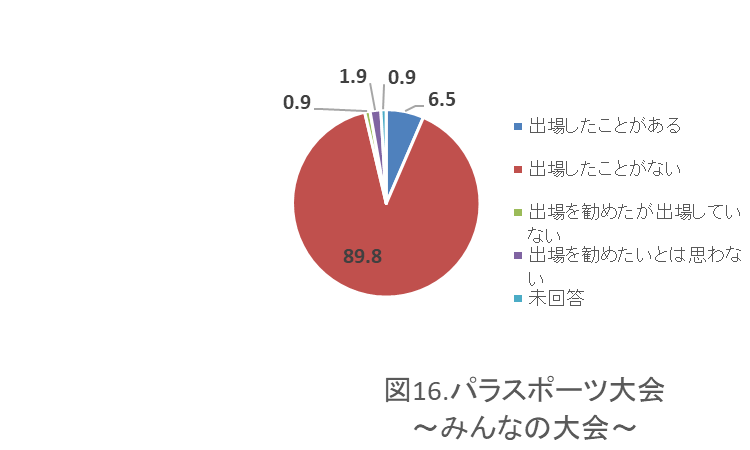 1.9
0.9
0.9
6.5
89.8
出場したことがある
出場したことがない
出場を勧めたが出場してい
ない
出場を勧めたいとは思わな
い
未回答
図16.パラスポーツ大会
～みんなの大会～